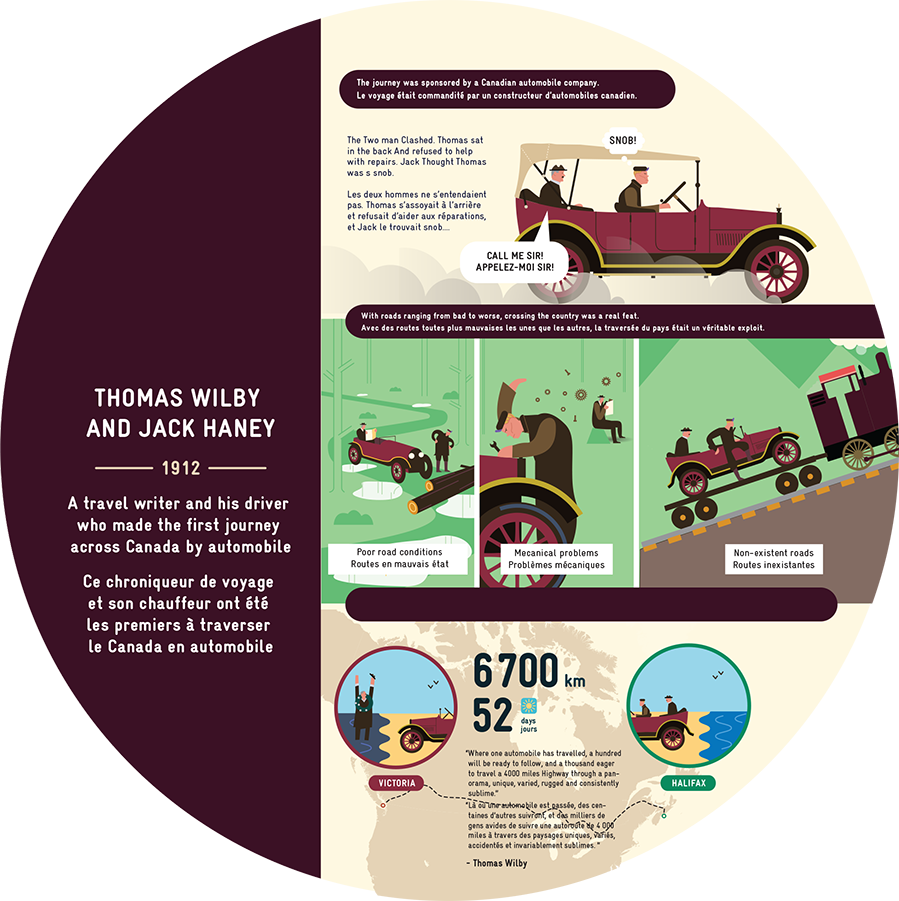 THOMAS WILBY
AND JACK HANEY
1912
A travel writer and his driver
who made the first journey
across Canada by automobile
Ce chroniqueur de voyage
et son chauffeur ont été
les premiers à traverser
le Canada en automobile
The journey was sponsored by a Canadian automobile company.
Le voyage était commandité par un constructeur d'automobiles canadien.
The Two man Clashed. Thomas sat
in the back And refused to help
with repairs. Jack Thought Thomas
was s snob.
Les deux hommes ne s'entendaient
pas. Thomas s'assoyait à l'arrière
et refusait d'aider aux réparations,
et Jack le trouvait snob...
SNOB!
CALL ME SIR!
APPELEZ-MOI SIR!
With roads ranging from bad to worse, crossing the country was a real feat.
Avec des routes toutes plus mauvaises les unes que les autres, la traversée du pays était un véritable exploit.
Poor road conditions
Routes en mauvais état
Mecanical problems
Problèmes mécaniques
Non-existent roads
Routes inexistantes
6700 km
52 days
jours
VICTORIA
HALIFAX
"Where one automobile has travelled, a hundred
will be ready to follow, and a thousand eager
to travel a 4000 miles Highway through a pan-
orama, unique, varied, rugged and consistently
sublime."
"Là où une automobile est passée, des cen-
taines d'autres suivront, et des milliers de
gens avides de suivre une autoroute de 4 000
miles à travers des paysages uniques, variés,
accidentés et invariablement sublimes. "
- Thomas Wilby